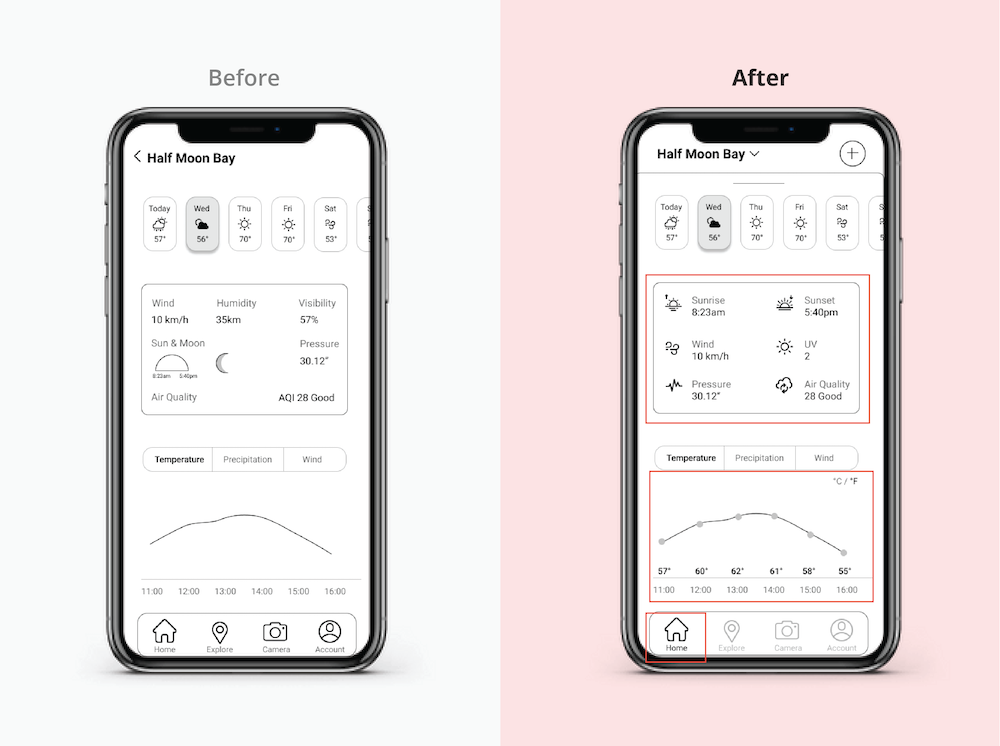 Before
Half Moon Bay
Today Wed Thu Fri Sat S
57° 56° 70° 70° 53°
Wind Humidity Visibility
10 km/h 35km 57%
Sun & Moon Pressure
30.12"
8:23am 5:40pm
Air Quality AQI 28 Good
Temperature Precipitation Wind
11:00 12:00 13:00 14:00 15:00 16:00
Home Explore Camera Account
After
Half Moon Bay
Today Wed Thu Fri Sat S
57° 56° 70° 70° 53° 5
Sunrise Sunset
8:23am 5:40pm
Wind UV
10 km/h 2
Pressure Air Quality
30.12" 28 Good
Temperature Precipitation Wind
°C / °F
57° 60° 62° 61° 58° 55°
11:00 12:00 13:00 14:00 15:00 16:00
Home Explore Camera Account